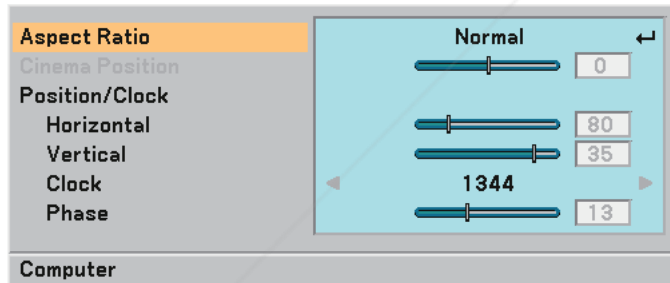 Aspect Ratio Normal
Cinema Position 0
Position/Clock
Horizontal 80
Vertical 35
Clock 1344
Phase 13
Computer